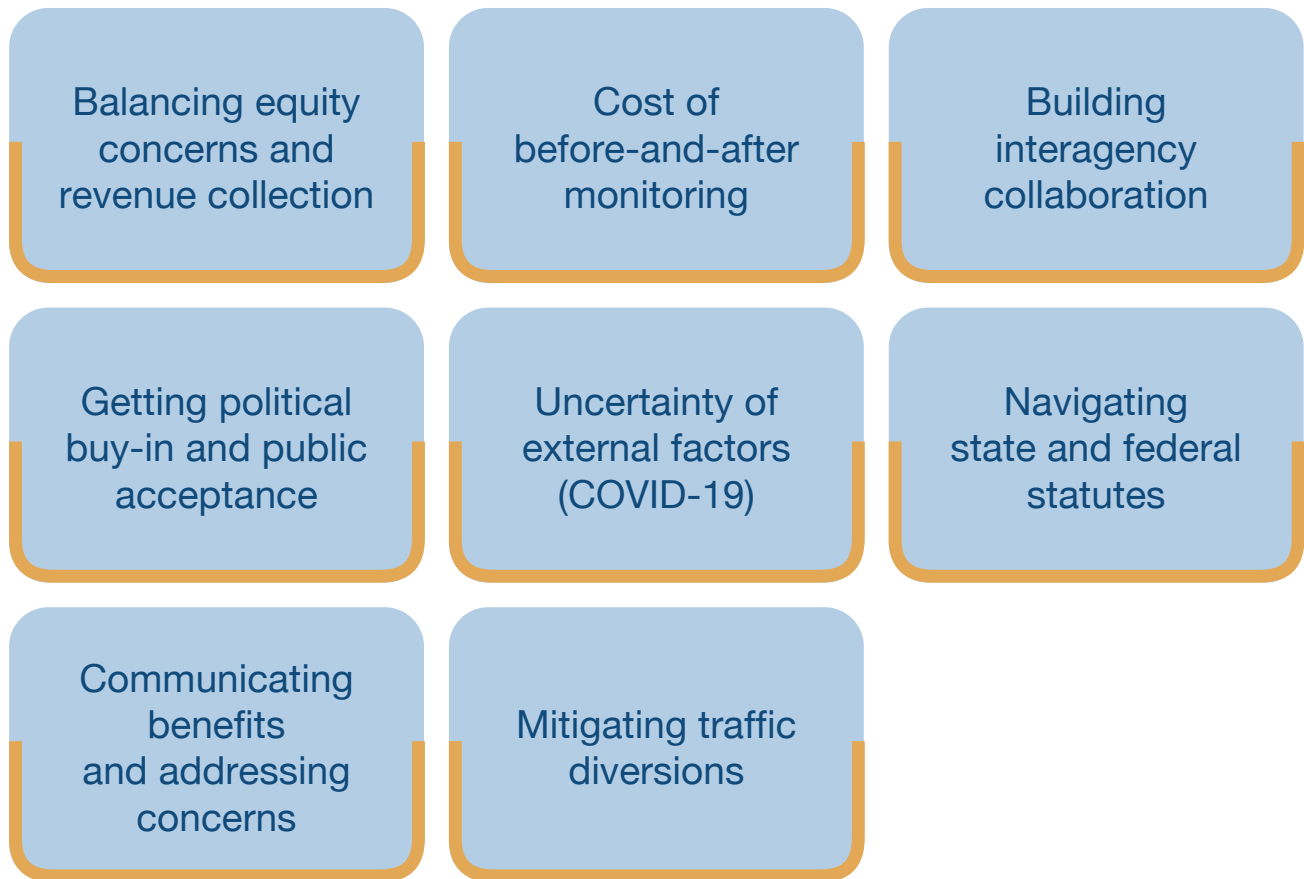 Balancing equity
concerns and
revenue collection
Cost of
before-and-after
monitoring
Building
interagency
collaboration
Getting political
buy-in and public
acceptance
Uncertainty of
external factors
(COVID-19)
Navigating
state and federal
statutes
Communicating
benefits
and addressing
concerns
Mitigating traffic
diversions